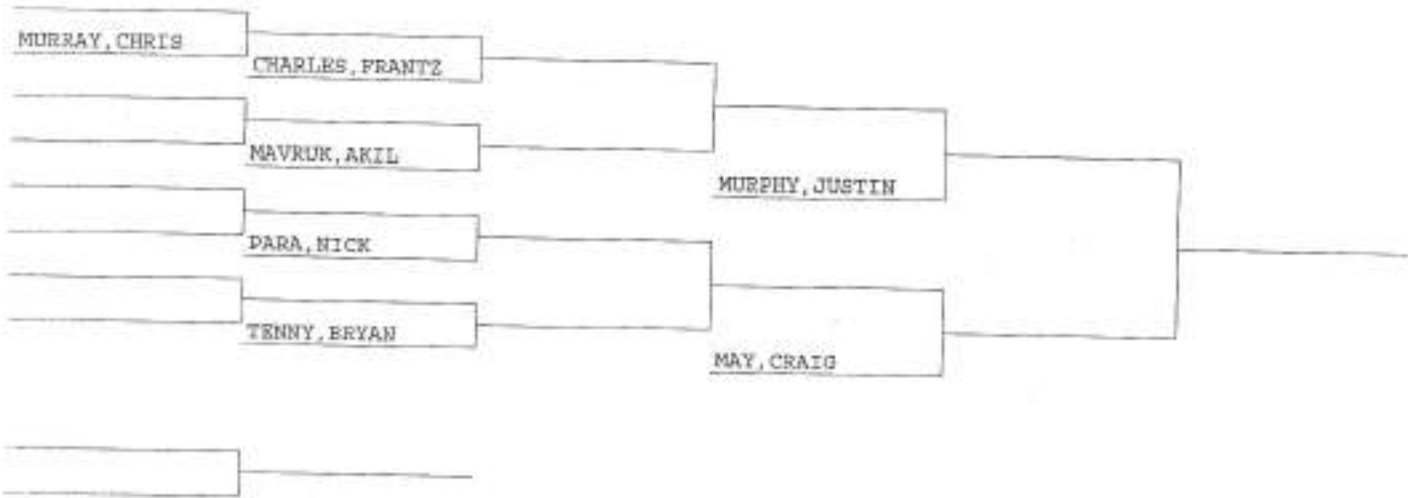 MURRAY,CHRIS
CHARLES,FRANTZ
MAVRUK,AKIL
MURPHY,JUSTIN
PARA,NICK
TENNY,BRYAN
MAY,CRAIG